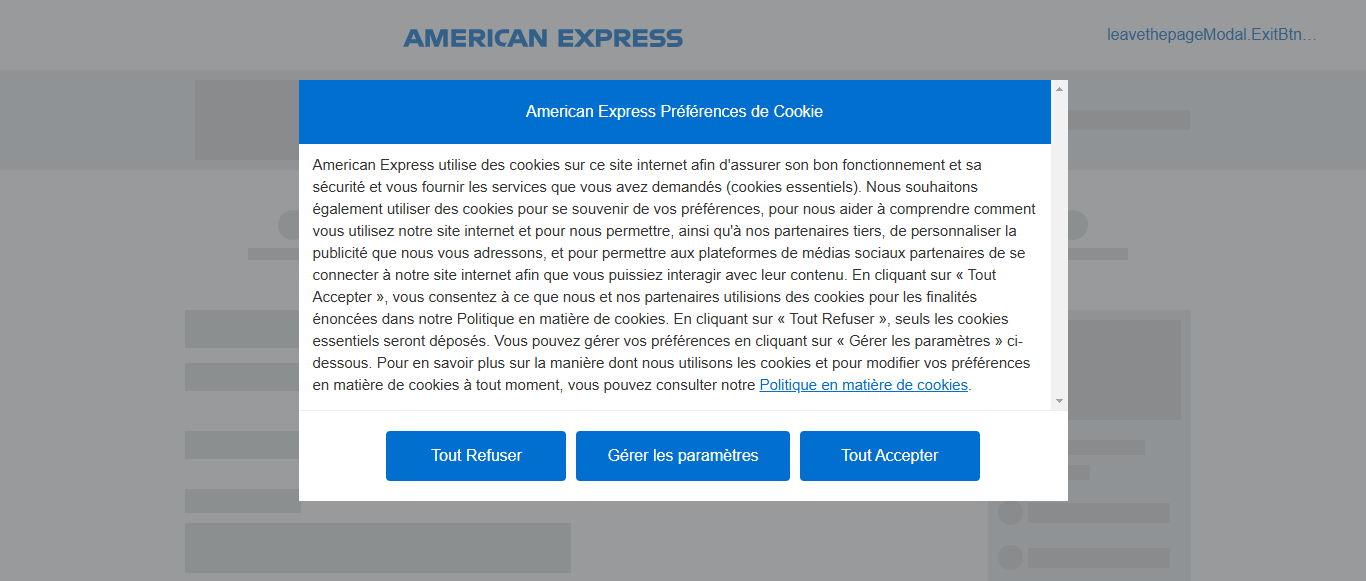 AMERICAN EXPRESS
leavethepageModal.ExitBtn...
American Express Préférences de Cookie
American Express utilise des cookies sur ce site internet afin d'assurer son bon fonctionnement et sa
sécurité et vous fournir les services que vous avez demandés (cookies essentiels). Nous souhaitons
également utiliser des cookies pour se souvenir de vos préférences, pour nous aider à comprendre comment
vous utilisez notre site internet et pour nous permettre, ainsi qu'à nos partenaires tiers, de personnaliser la
publicité que nous vous adressons, et pour permettre aux plateformes de médias sociaux partenaires de se
connecter à notre site internet afin que vous puissiez interagir avec leur contenu. En cliquant sur « Tout
Accepter », vous consentez à ce que nous et nos partenaires utilisions des cookies pour les finalités
énoncées dans notre Politique en matière de cookies. En cliquant sur « Tout Refuser », seuls les cookies
essentiels seront déposés. Vous pouvez gérer vos préférences en cliquant sur « Gérer les paramètres » ci-
dessous. Pour en savoir plus sur la manière dont nous utilisons les cookies et pour modifier vos préférences
en matière de cookies à tout moment, vous pouvez consulter notre Politique en matière de cookies.
Tout Refuser
Gérer les paramètres
Tout Accepter